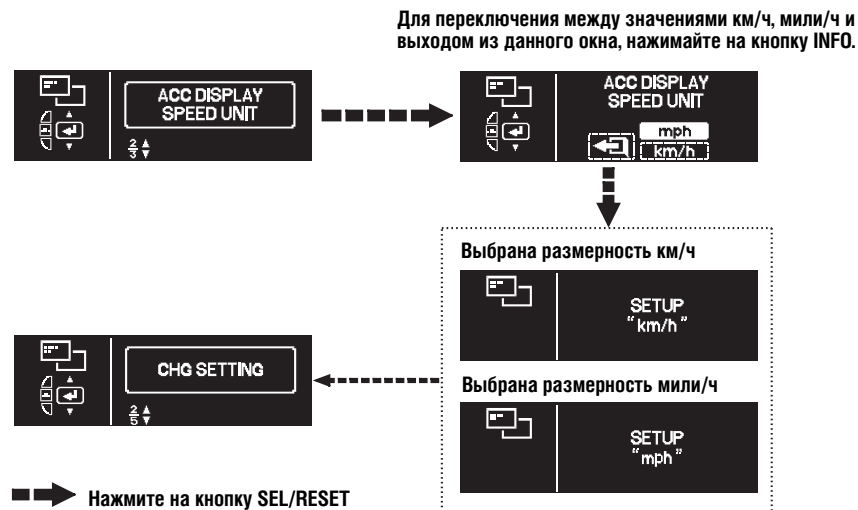 Для переключения между значениями км/ч, мили/ч и
выходом из данного окна, нажимайте на кнопку INFO.
ACC DISPLAY
SPEED UNIT
2/3
ACC DISPLAY
SPEED UNIT
mph
km/h
Выбрана размерность км/ч
SETUP
"km/h"
CHG SETTING
2/5
Выбрана размерность мили/ч
SETUP
"mph"
Нажмите на кнопку SEL/RESET